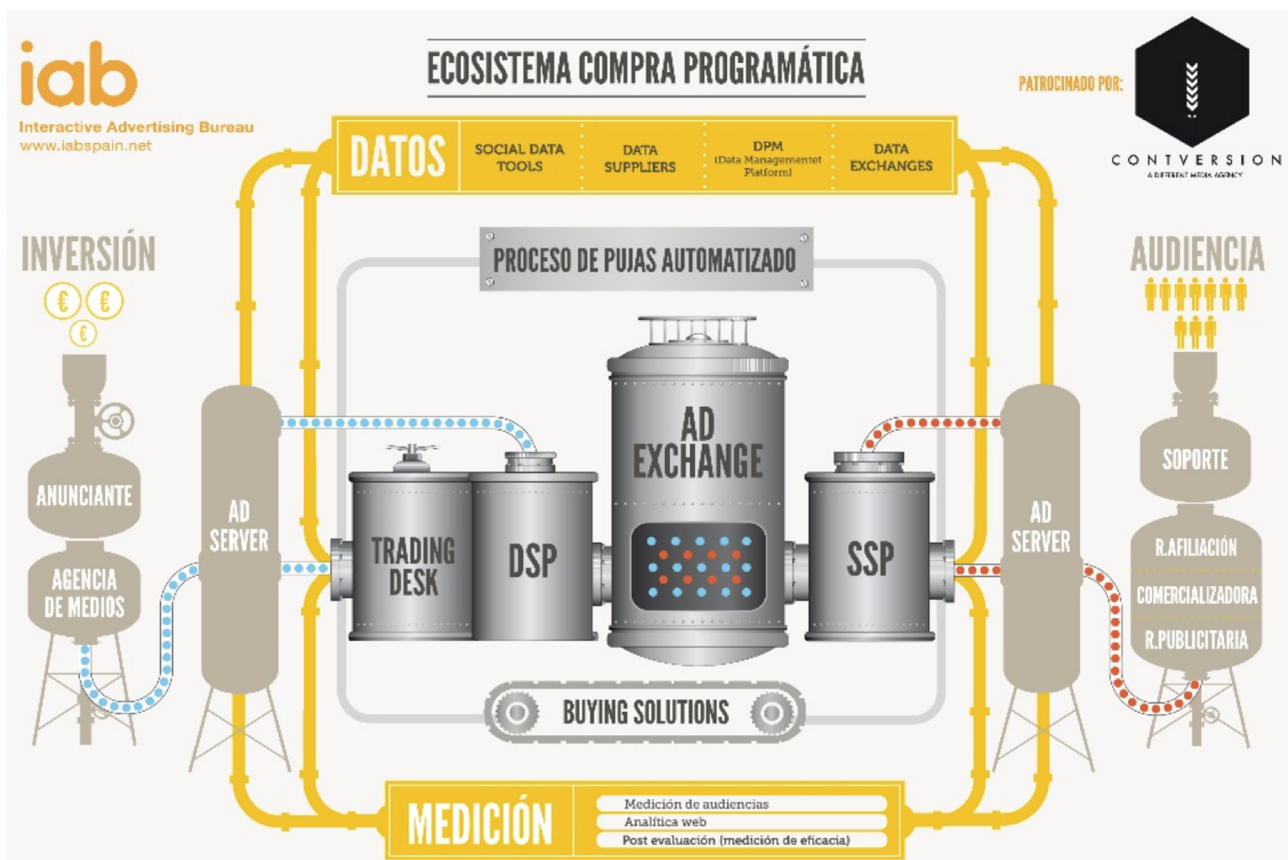 iab
Interactive Advertising Bureau
www.iabspain.net
ECOSISTEMA COMPRA PROGRAMÁTICA
PATROCINADO POR:
CONTVERSION
A DIFFERENT MEDIA AGENCY
DATOS
SOCIAL DATA
TOOLS
DATA
SUPPLIERS
DPM
(Data Managementet
Platform)
DATA
EXCHANGES
INVERSIÓN
€ €
€
PROCESO DE PUJAS AUTOMATIZADO
AUDIENCIA
ANUNCIANTE
AGENCIA
DE MEDIOS
AD
SERVER
TRADING
DESK
DSP
AD
EXCHANGE
SSP
AD
SERVER
SOPORTE
R.AFILIACIÓN
COMERCIALIZADORA
R.PUBLICITARIA
BUYING SOLUTIONS
MEDICIÓN
Medición de audiencias
Analítica web
Post evaluación (medición de eficacia)